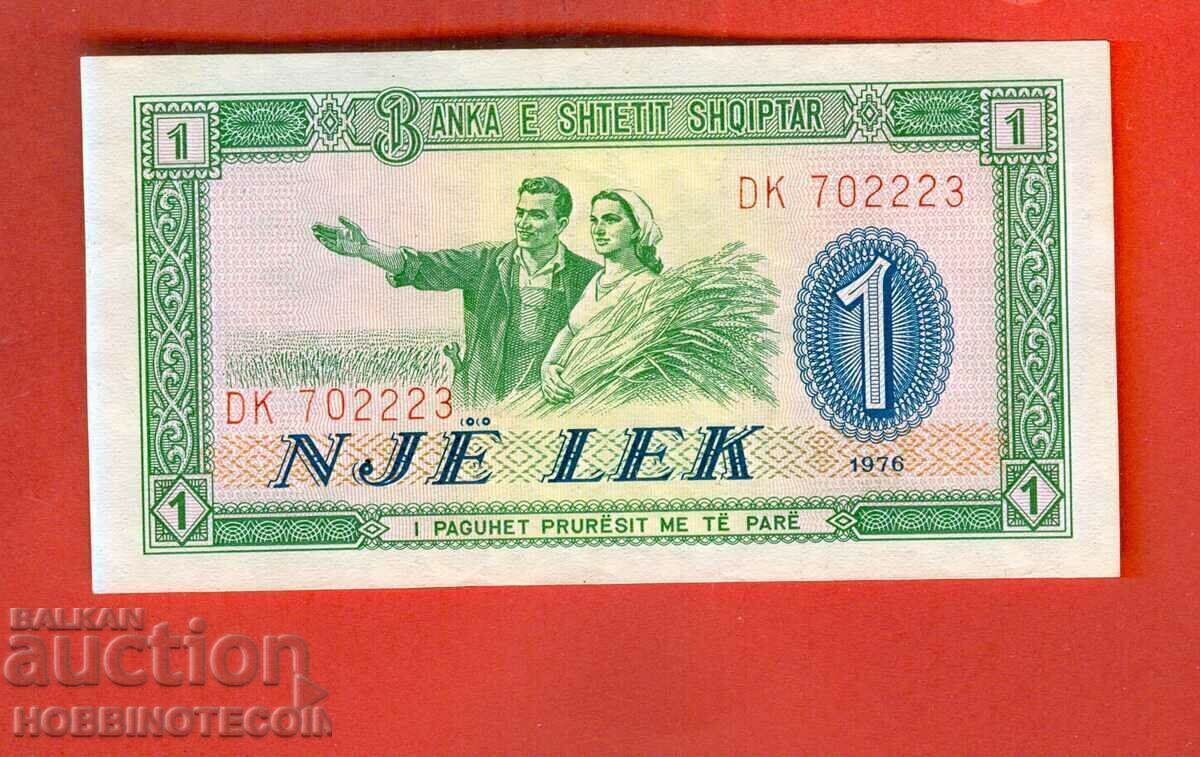 1 BANKA E SHTETIT SHQIPTAR 1
DK 702223
1
DK 702223
NJË LEK
1976
1 I PAGUHET PRURËSIT ME TË PARË 1
BALKAN
auction
HOBBINOTECOIN